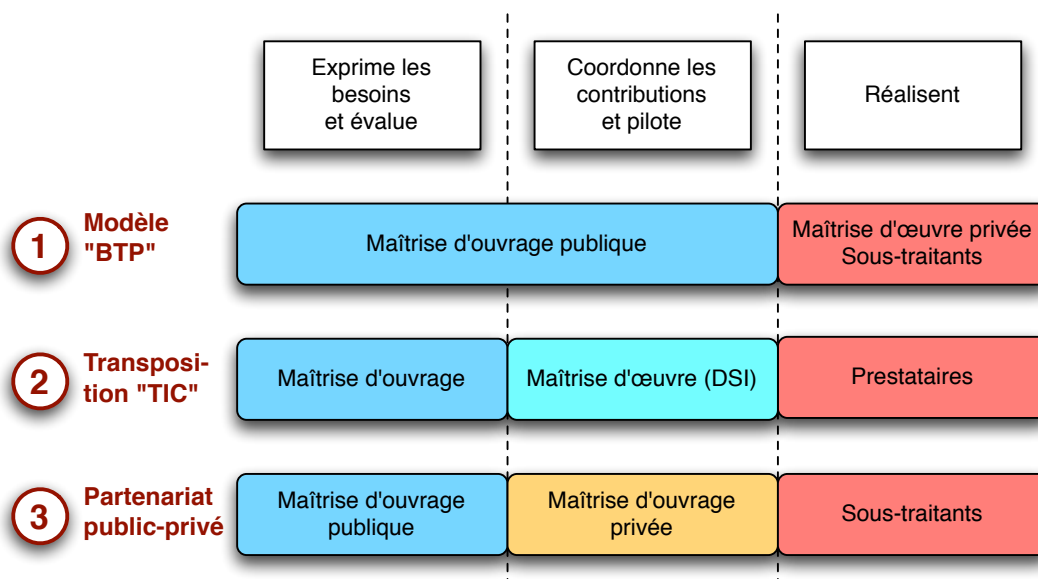 Exprime les
besoins
et évalue
Coordonne les
contributions
et pilote
Réalisent
1
Modèle
"BTP"
Maîtrise d'ouvrage publique
Maîtrise d'œuvre privée
Sous-traitants
2
Transposi-
tion "TIC"
Maîtrise d'ouvrage
Maîtrise d'œuvre (DSI)
Prestataires
3
Partenariat
public-privé
Maîtrise d'ouvrage
publique
Maîtrise d'ouvrage
privée
Sous-traitants